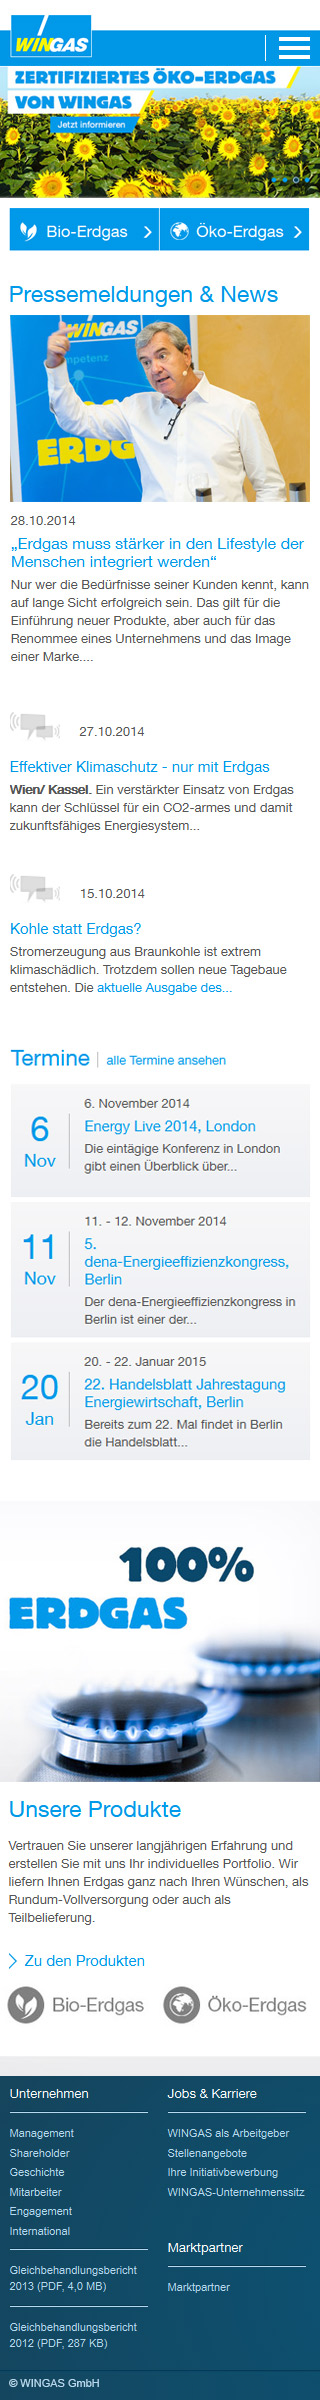 WINGAS
ZERTIFIZIERTES ÖKO-ERDGAS
VON WINGAS
Jetzt informieren
Bio-Erdgas
Öko-Erdgas
Pressemeldungen & News
WINGAS
ERDG
28.10.2014
„Erdgas muss stärker in den Lifestyle der
Menschen integriert werden“
Nur wer die Bedürfnisse seiner Kunden kennt, kann
auf lange Sicht erfolgreich sein. Das gilt für die
Einführung neuer Produkte, aber auch für das
Renommee eines Unternehmens und das Image
einer Marke....
27.10.2014
Effektiver Klimaschutz - nur mit Erdgas
Wien/ Kassel. Ein verstärkter Einsatz von Erdgas
kann der Schlüssel für ein CO2-armes und damit
zukunftsfähiges Energiesystem...
15.10.2014
Kohle statt Erdgas?
Stromerzeugung aus Braunkohle ist extrem
klimaschädlich. Trotzdem sollen neue Tagebaue
entstehen. Die aktuelle Ausgabe des...
Termine | alle Termine ansehen
6
Nov
6. November 2014
Energy Live 2014, London
Die eintägige Konferenz in London
gibt einen Überblick über...
11
Nov
11. - 12. November 2014
5.
dena-Energieeffizienzkongress,
Berlin
Der dena-Energieeffizienzkongress in
Berlin ist einer der...
20
Jan
20. - 22. Januar 2015
22. Handelsblatt Jahrestagung
Energiewirtschaft, Berlin
Bereits zum 22. Mal findet in Berlin
die Handelsblatt...
100%
ERDGAS
Unsere Produkte
Vertrauen Sie unserer langjährigen Erfahrung und
erstellen Sie mit uns Ihr individuelles Portfolio. Wir
liefern Ihnen Erdgas ganz nach Ihren Wünschen, als
Rundum-Vollversorgung oder auch als
Teilbelieferung.
Zu den Produkten
Bio-Erdgas
Öko-Erdgas
Unternehmen
Management
Shareholder
Geschichte
Mitarbeiter
Engagement
International
Gleichbehandlungsbericht
2013 (PDF, 4,0 MB)
Gleichbehandlungsbericht
2012 (PDF, 287 KB)
Jobs & Karriere
WINGAS als Arbeitgeber
Stellenangebote
Ihre Initiativbewerbung
WINGAS-Unternehmenssitz
Marktpartner
Marktpartner
© WINGAS GmbH